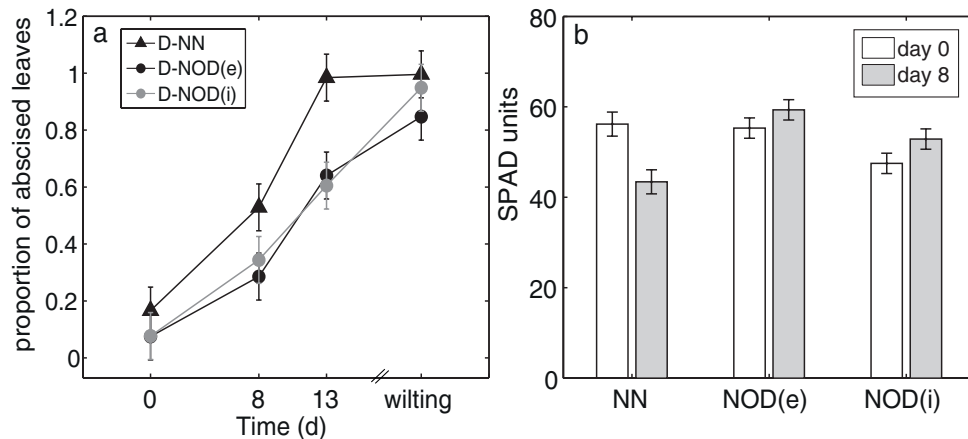 a
D-NN
D-NOD(e)
D-NOD(i)
proportion of abscised leaves
1.2
1
0.8
0.6
0.4
0.2
0
0 8 13 wilting
Time (d)
b
day 0
day 8
SPAD units
80
60
40
20
0
NN NOD(e) NOD(i)